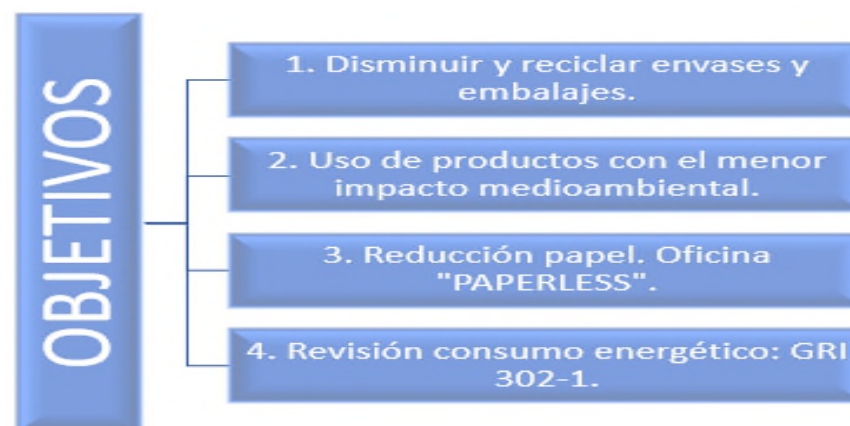 OBJETIVOS
1. Disminuir y reciclar envases y
embalajes.
2. Uso de productos con el menor
impacto medioambiental.
3. Reducción papel. Oficina
"PAPERLESS".
4. Revisión consumo energético: GRI
302-1.